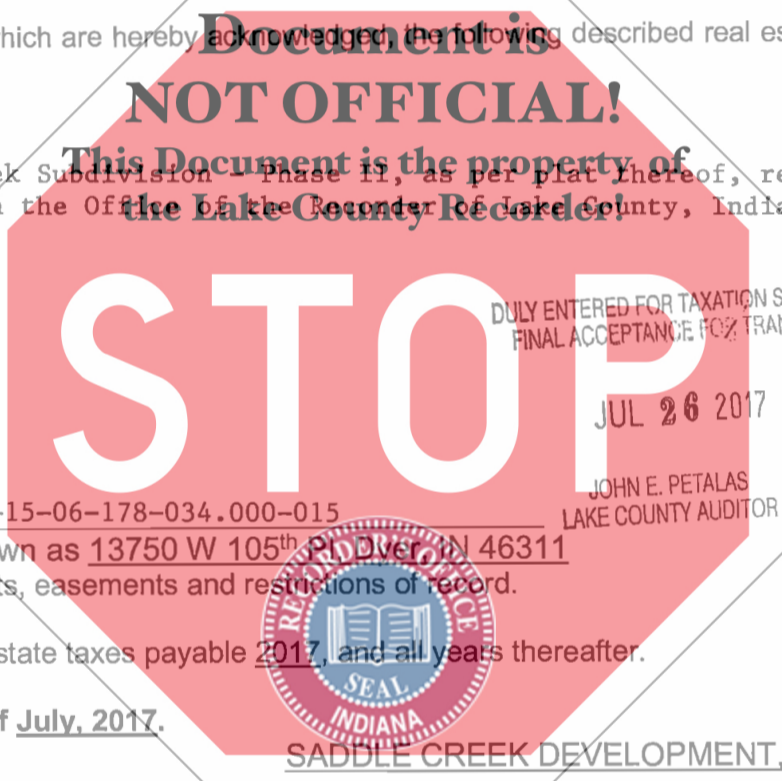 hich are hereby acknowledged, the following described real es
Document is
NOT OFFICIAL!
This Document is the property of
the Lake County Recorder!
ek Subdivision - Phase II, as per plat thereof, re
n the Office of the Recorder of Lake County, India
STOP
DULY ENTERED FOR TAXATION S
FINAL ACCEPTANCE FOR TRAN
JUL 26 2017
JOHN E. PETALAS
LAKE COUNTY AUDITOR
-15-06-178-034.000-015
wn as 13750 W 105th Pl, Dyer, IN 46311
ts, easements and restrictions of record.
state taxes payable 2017, and all years thereafter.
f July, 2017.
RECORDER'S OFFICE
SEAL
INDIANA
SADDLE CREEK DEVELOPMENT,